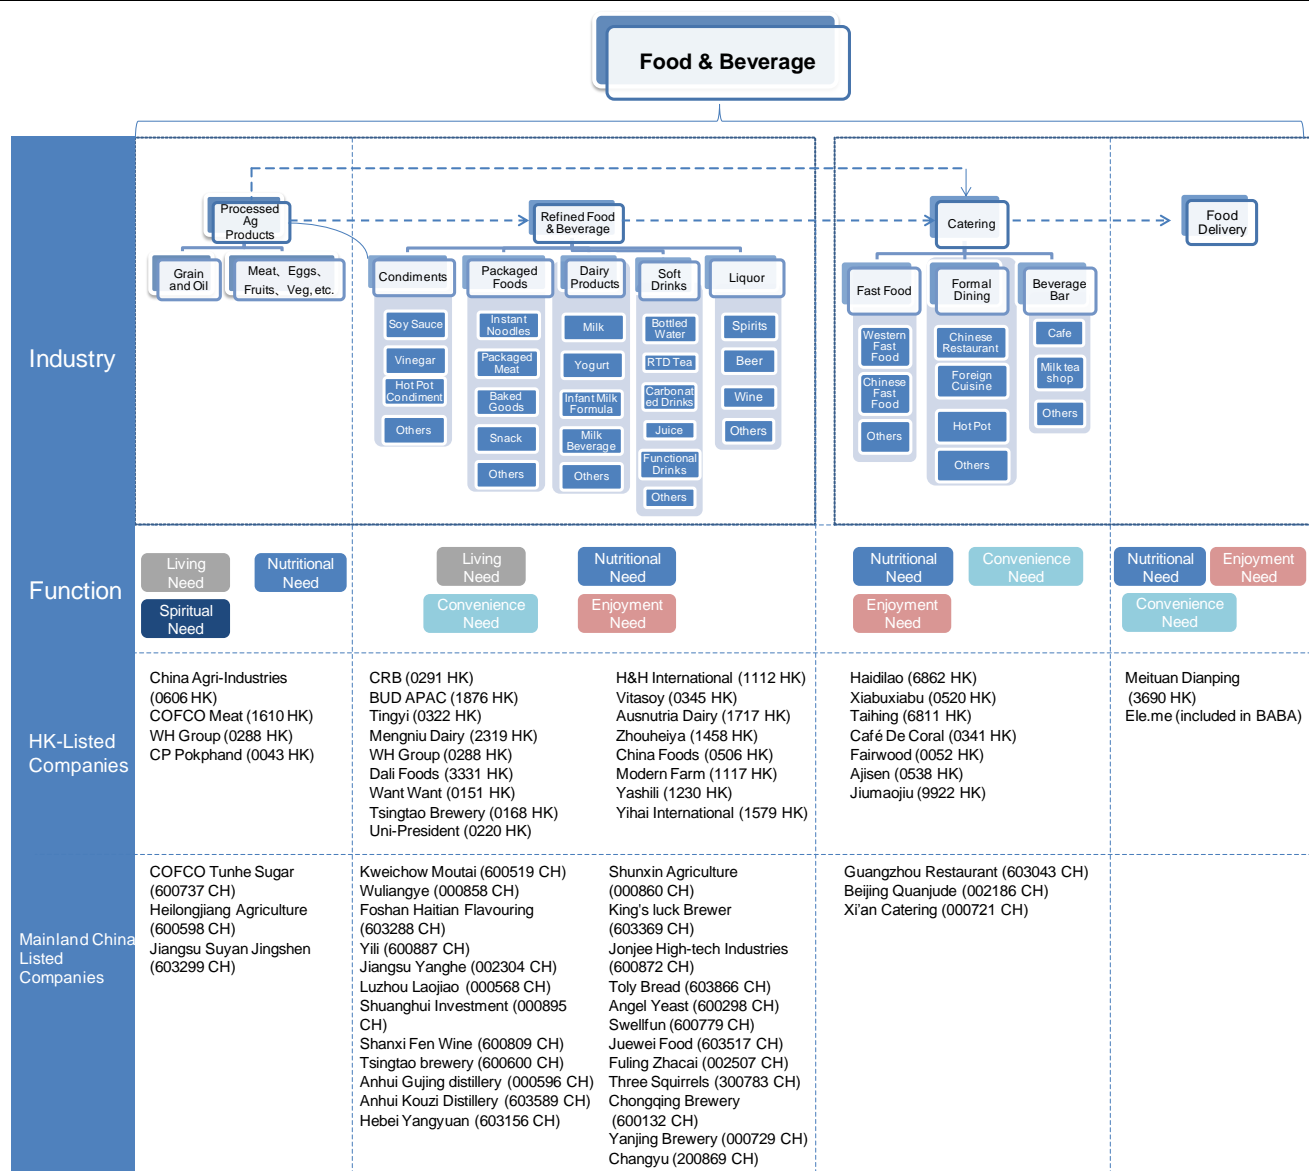 Food & Beverage
Industry
Processed
Ag
Products
Refined Food
& Beverage
Catering
Food
Delivery
Grain
and Oil
Meat、Eggs、
Fruits、Veg, etc.
Condiments
Soy Sauce
Vinegar
Hot Pot
Condiment
Others
Packaged
Foods
Instant
Noodles
Packaged
Meat
Baked
Goods
Snack
Others
Dairy
Products
Milk
Yogurt
Infant Milk
Formula
Milk
Beverage
Others
Soft
Drinks
Bottled
Water
RTD Tea
Carbonat
ed Drinks
Juice
Functional
Drinks
Others
Liquor
Spirits
Beer
Wine
Others
Fast Food
Western
Fast
Food
Chinese
Fast
Food
Others
Formal
Dining
Chinese
Restaurant
Foreign
Cuisine
Hot Pot
Others
Beverage
Bar
Cafe
Milk tea
shop
Others
Function
Living
Need
Nutritional
Need
Spiritual
Need
Living
Need
Nutritional
Need
Convenience
Need
Enjoyment
Need
Nutritional
Need
Convenience
Need
Enjoyment
Need
Nutritional
Need
Enjoyment
Need
Convenience
Need
HK-Listed
Companies
China Agri-Industries
(0606 HK)
COFCO Meat (1610 HK)
WH Group (0288 HK)
CP Pokphand (0043 HK)
CRB (0291 HK)
BUD APAC (1876 HK)
Tingyi (0322 HK)
Mengniu Dairy (2319 HK)
WH Group (0288 HK)
Dali Foods (3331 HK)
Want Want (0151 HK)
Tsingtao Brewery (0168 HK)
Uni-President (0220 HK)
H&H International (1112 HK)
Vitasoy (0345 HK)
Ausnutria Dairy (1717 HK)
Zhouheiya (1458 HK)
China Foods (0506 HK)
Modern Farm (1117 HK)
Yashili (1230 HK)
Yihai International (1579 HK)
Haidilao (6862 HK)
Xiabuxiabu (0520 HK)
Taihing (6811 HK)
Café De Coral (0341 HK)
Fairwood (0052 HK)
Ajisen (0538 HK)
Jiumaojiu (9922 HK)
Meituan Dianping
(3690 HK)
Ele.me (included in BABA)
Mainland China
Listed
Companies
COFCO Tunhe Sugar
(600737 CH)
Heilongjiang Agriculture
(600598 CH)
Jiangsu Suyan Jingshen
(603299 CH)
Kweichow Moutai (600519 CH)
Wuliangye (000858 CH)
Foshan Haitian Flavouring
(603288 CH)
Yili (600887 CH)
Jiangsu Yanghe (002304 CH)
Luzhou Laojiao (000568 CH)
Shuanghui Investment (000895
CH)
Shanxi Fen Wine (600809 CH)
Tsingtao brewery (600600 CH)
Anhui Gujing distillery (000596 CH)
Anhui Kouzi Distillery (603589 CH)
Hebei Yangyuan (603156 CH)
Shunxin Agriculture
(000860 CH)
King's luck Brewer
(603369 CH)
Jonjee High-tech Industries
(600872 CH)
Toly Bread (603866 CH)
Angel Yeast (600298 CH)
Swellfun (600779 CH)
Juewei Food (603517 CH)
Fuling Zhacai (002507 CH)
Three Squirrels (300783 CH)
Chongqing Brewery
(600132 CH)
Yanjing Brewery (000729 CH)
Changyu (200869 CH)
Guangzhou Restaurant (603043 CH)
Beijing Quanjude (002186 CH)
Xi'an Catering (000721 CH)